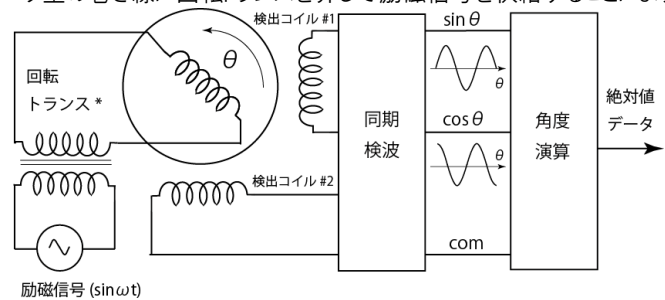 検出コイル #1
sin θ
θ
回転
トランス *
θ
同期
検波
cos θ
角度
演算
絶対値
データ
θ
検出コイル #2
com
励磁信号 (sinωt)